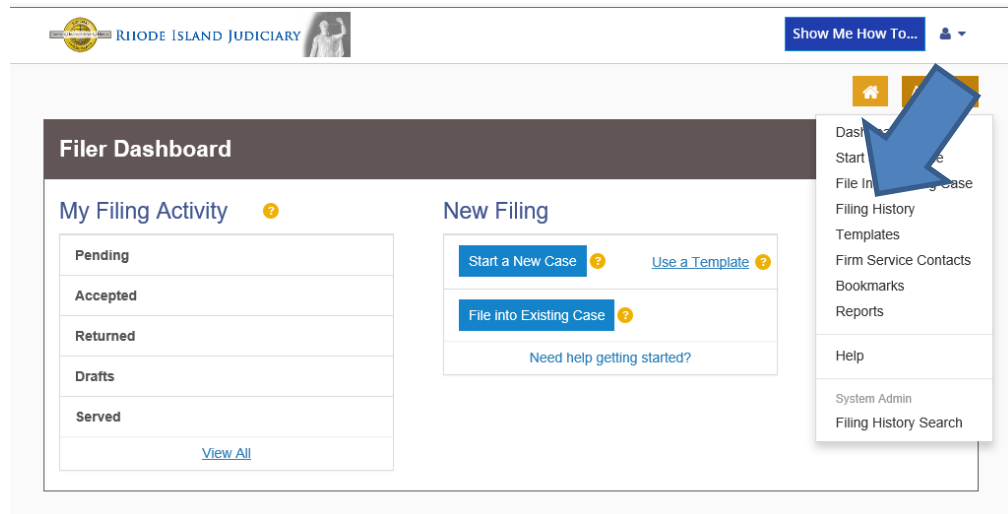 RHODE ISLAND JUDICIARY
Show Me How To...
Filer Dashboard
My Filing Activity ?
Pending
Accepted
Returned
Drafts
Served
View All
New Filing
Start a New Case ? Use a Template ?
File into Existing Case ?
Need help getting started?
Start
File Case
Filing History
Templates
Firm Service Contacts
Bookmarks
Reports
Help
System Admin
Filing History Search